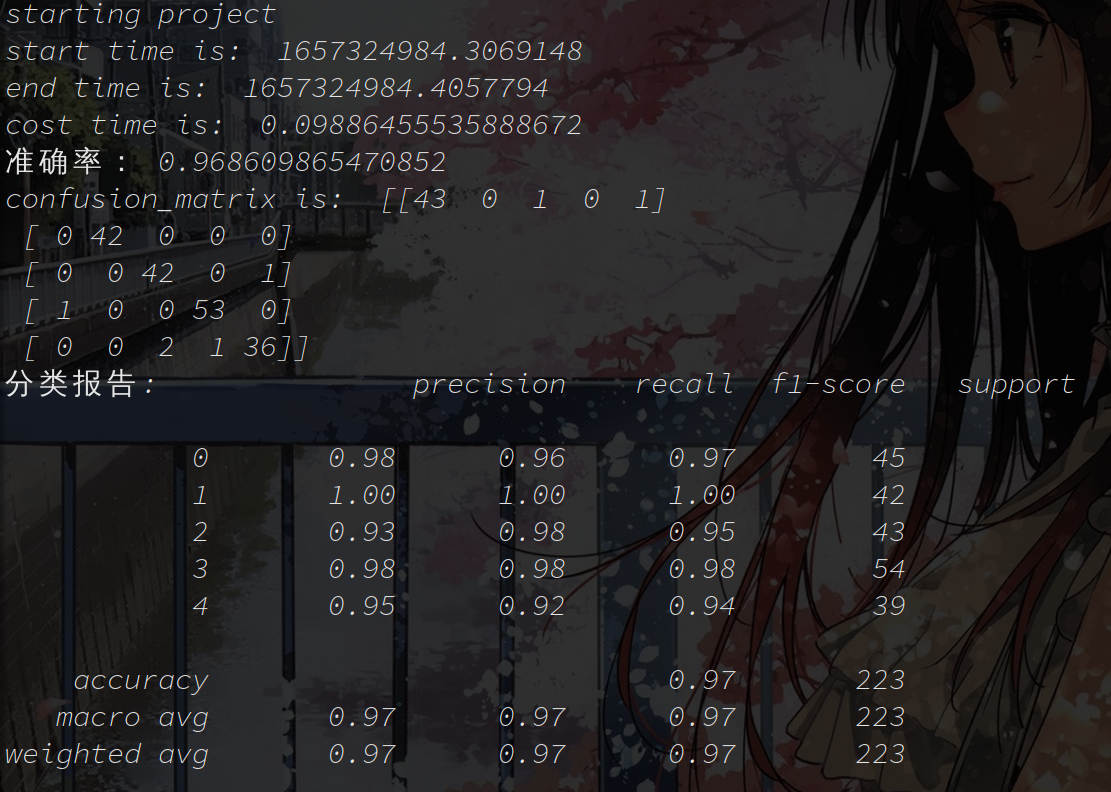 starting project
start time is:  1657324984.3069148
end time is:  1657324984.4057794
cost time is:  0.09886455535888672
准确率： 0.968609865470852
confusion_matrix is:  [[43  0  1  0  1]
 [ 0 42  0  0  0]
 [ 0  0 42  0  1]
 [ 1  0  0 53  0]
 [ 0  0  2  1 36]]
分类报告:               precision    recall  f1-score   support

           0       0.98      0.96      0.97        45
           1       1.00      1.00      1.00        42
           2       0.93      0.98      0.95        43
           3       0.98      0.98      0.98        54
           4       0.95      0.92      0.94        39

    accuracy                           0.97       223
   macro avg       0.97      0.97      0.97       223
weighted avg       0.97      0.97      0.97       223